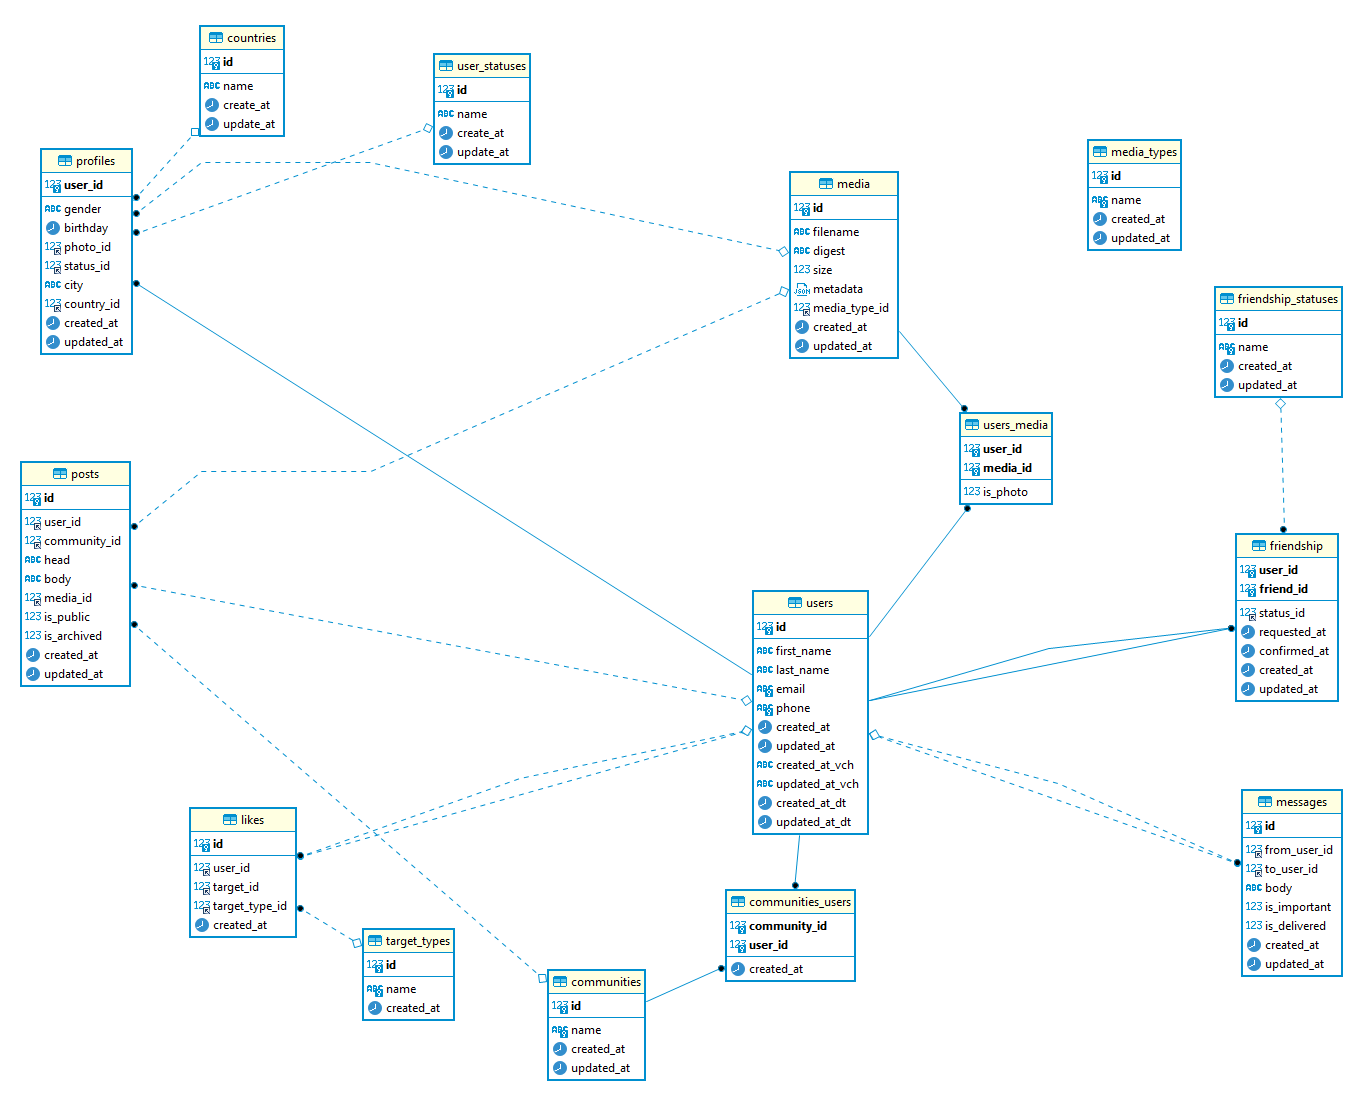 countries
id
name
create_at
update_at
user_statuses
id
name
create_at
update_at
media_types
id
name
created_at
updated_at
profiles
user_id
gender
birthday
photo_id
status_id
city
country_id
created_at
updated_at
media
id
filename
digest
size
metadata
media_type_id
created_at
updated_at
friendship_statuses
id
name
created_at
updated_at
users_media
user_id
media_id
is_photo
posts
id
user_id
community_id
head
body
media_id
is_public
is_archived
created_at
updated_at
friendship
user_id
friend_id
status_id
requested_at
confirmed_at
created_at
updated_at
users
id
first_name
last_name
email
phone
created_at
updated_at
created_at_vch
updated_at_vch
created_at_dt
updated_at_dt
messages
id
from_user_id
to_user_id
body
is_important
is_delivered
created_at
updated_at
likes
id
user_id
target_id
target_type_id
created_at
communities_users
community_id
user_id
created_at
target_types
id
name
created_at
communities
id
name
created_at
updated_at